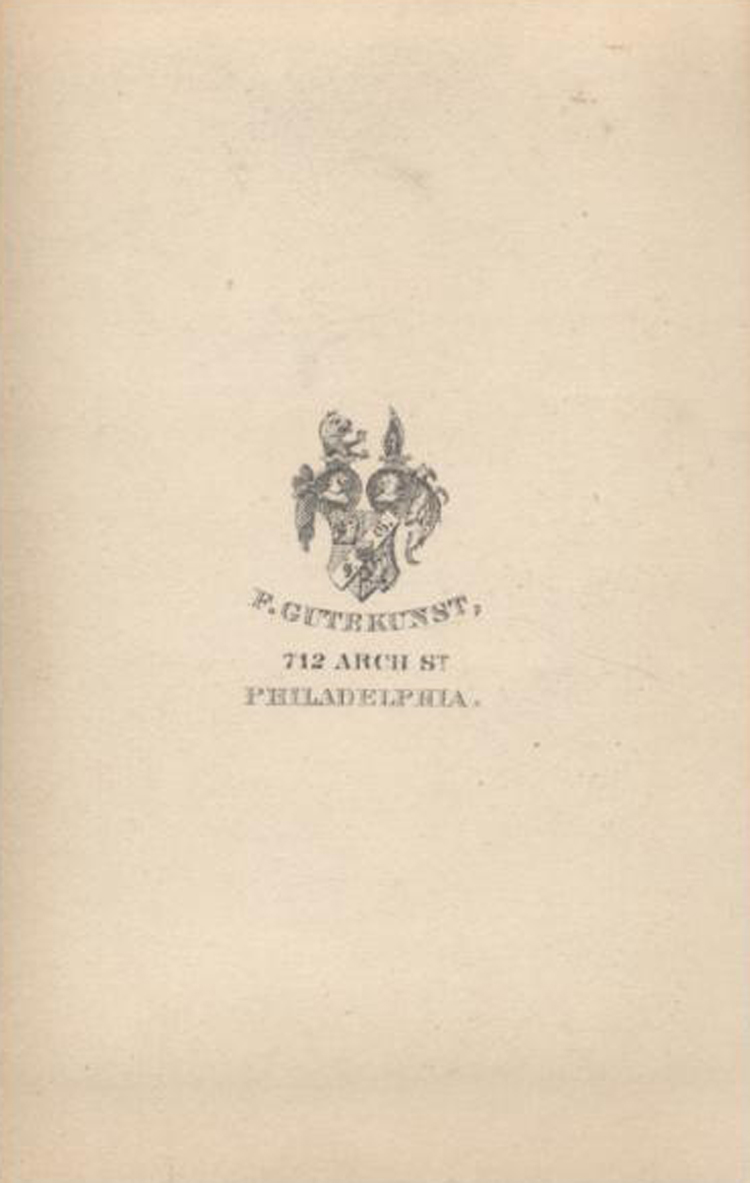 F. GUTEKUNST,
712 ARCH ST
PHILADELPHIA.